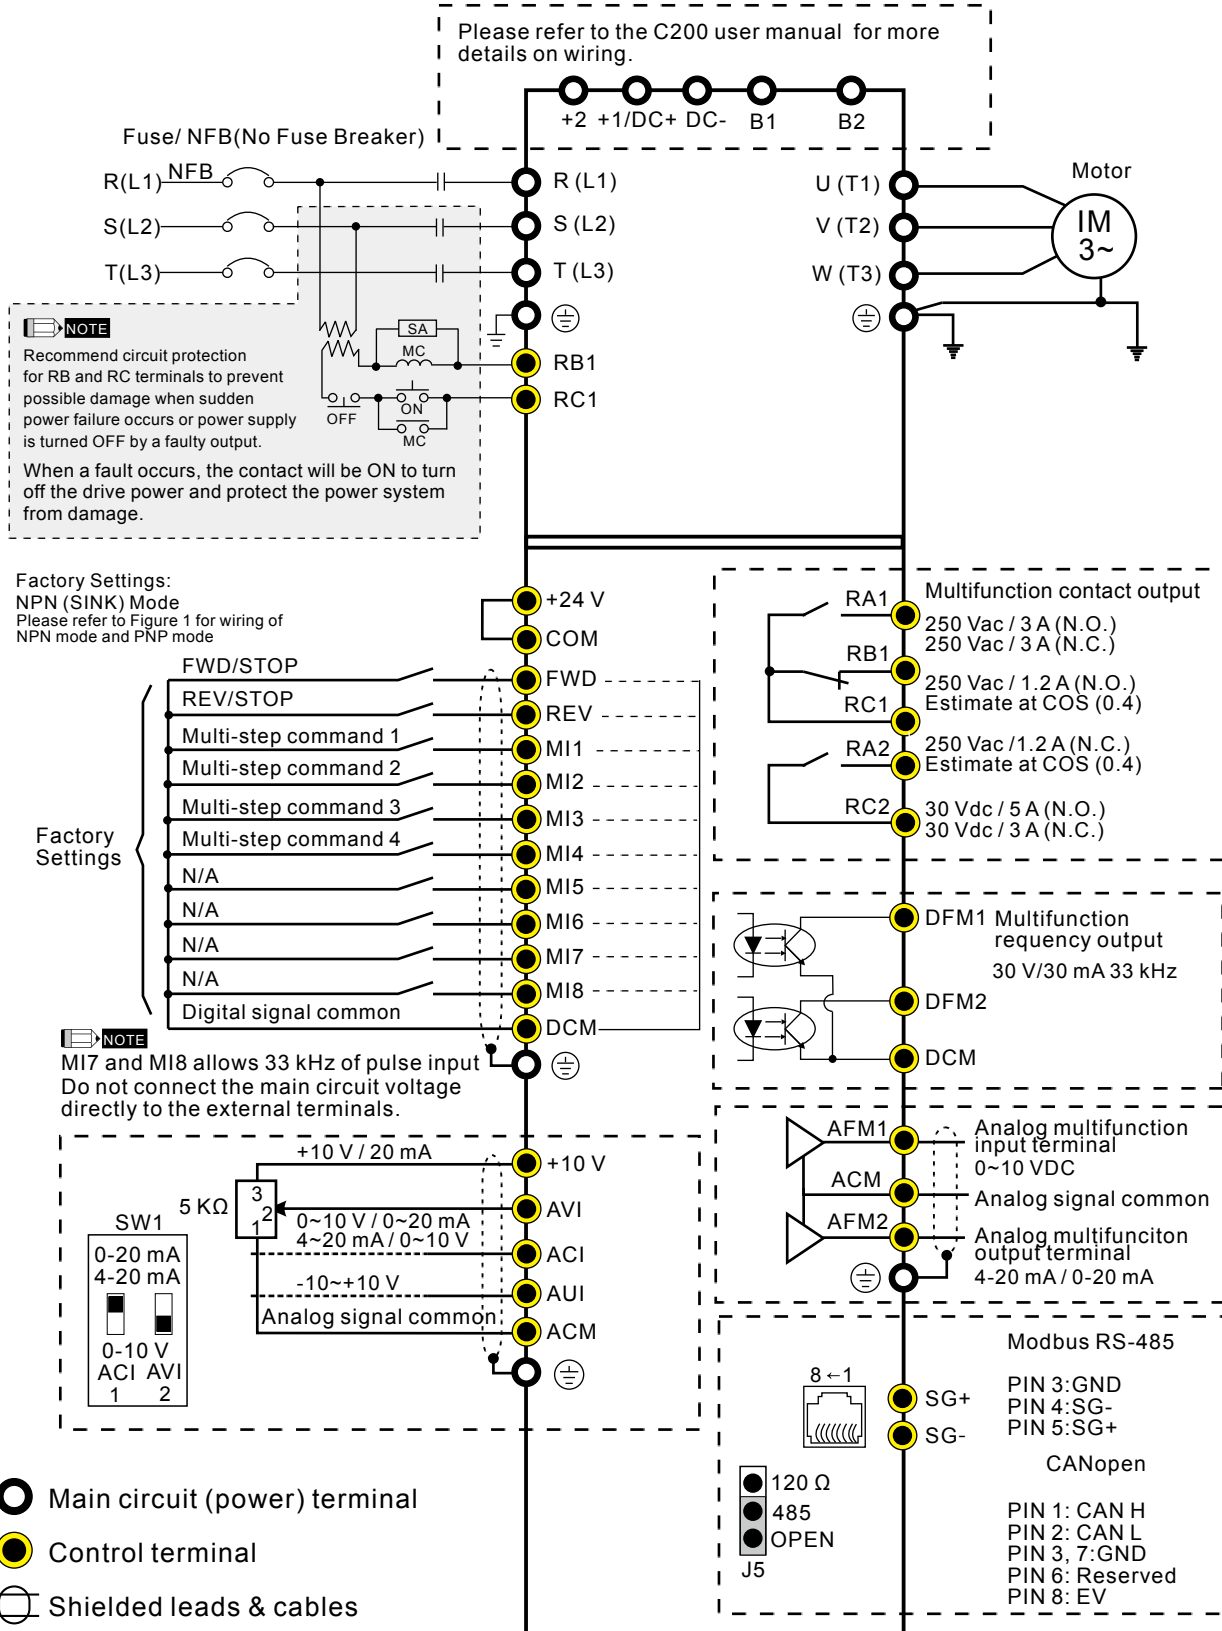 Please refer to the C200 user manual for more
details on wiring.
+2 +1/DC+ DC- B1 B2
Fuse/ NFB(No Fuse Breaker)
R(L1) NFB
S(L2)
T(L3)
R (L1)
S (L2)
T (L3)
RB1
RC1
U (T1)
V (T2)
W (T3)
Motor
IM
3~
SA
MC
OFF
ON
MC
NOTE
Recommend circuit protection
for RB and RC terminals to prevent
possible damage when sudden
power failure occurs or power supply
is turned OFF by a faulty output.
When a fault occurs, the contact will be ON to turn
off the drive power and protect the power system
from damage.
Factory Settings:
NPN (SINK) Mode
Please refer to Figure 1 for wiring of
NPN mode and PNP mode
+24 V
COM
FWD/STOP
FWD
REV/STOP
REV
Multi-step command 1
MI1
Multi-step command 2
MI2
Multi-step command 3
MI3
Multi-step command 4
MI4
N/A
MI5
N/A
MI6
N/A
MI7
N/A
MI8
Digital signal common
DCM
Factory
Settings
NOTE
MI7 and MI8 allows 33 kHz of pulse input
Do not connect the main circuit voltage
directly to the external terminals.
+10 V / 20 mA
+10 V
5 KΩ
3
2
1
AVI
0~10 V / 0~20 mA
4~20 mA / 0~10 V
ACI
-10~+10 V
AUI
Analog signal common
ACM
SW1
0-20 mA
4-20 mA
0-10 V
ACI AVI
1 2
Main circuit (power) terminal
Control terminal
Shielded leads & cables
RA1
RB1
RC1
RA2
RC2
Multifunction contact output
250 Vac / 3 A (N.O.)
250 Vac / 3 A (N.C.)
250 Vac / 1.2 A (N.O.)
Estimate at COS (0.4)
250 Vac /1.2 A (N.C.)
Estimate at COS (0.4)
30 Vdc / 5 A (N.O.)
30 Vdc / 3 A (N.C.)
DFM1
Multifunction
requency output
30 V/30 mA 33 kHz
DFM2
DCM
AFM1
Analog multifunction
input terminal
0~10 VDC
ACM
Analog signal common
AFM2
Analog multifunciton
output terminal
4-20 mA / 0-20 mA
Modbus RS-485
8←1
SG+
SG-
PIN 3:GND
PIN 4:SG-
PIN 5:SG+
CANopen
PIN 1: CAN H
PIN 2: CAN L
PIN 3, 7:GND
PIN 6: Reserved
PIN 8: EV
120 Ω
485
OPEN
J5